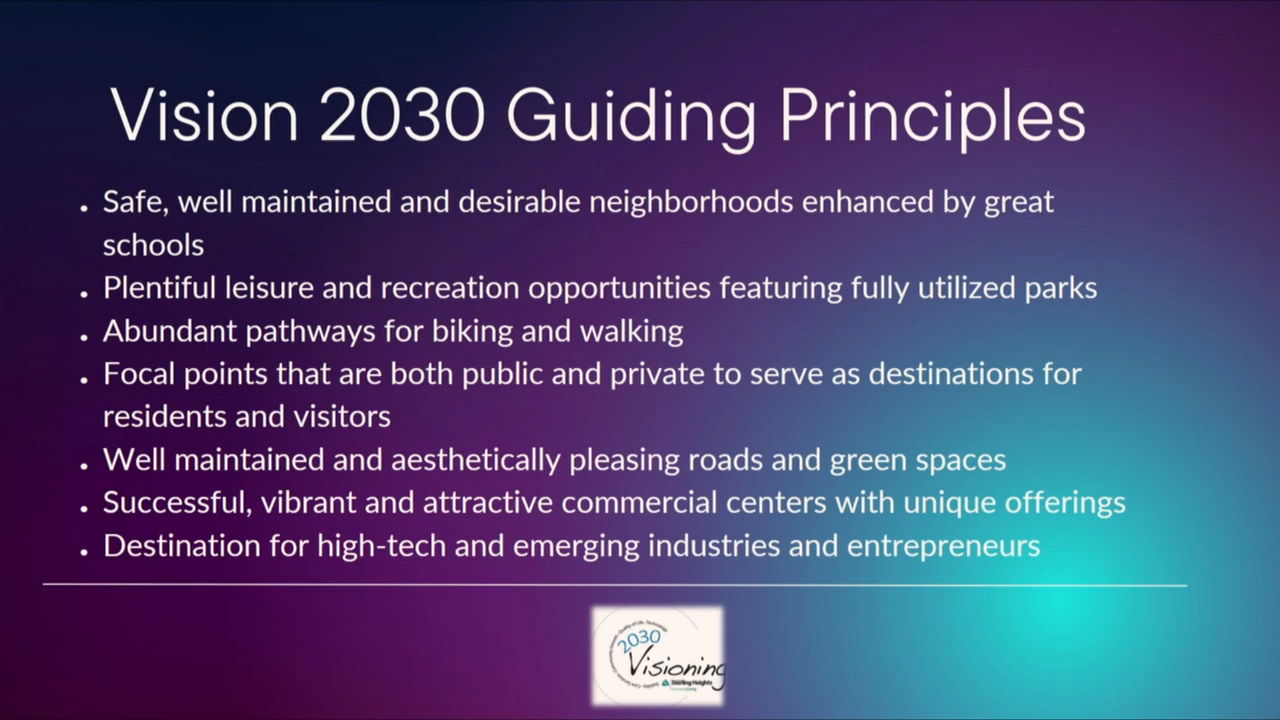 Vision 2030 Guiding Principles
• Safe, well maintained and desirable neighborhoods enhanced by great
schools
• Plentiful leisure and recreation opportunities featuring fully utilized parks
• Abundant pathways for biking and walking
• Focal points that are both public and private to serve as destinations for
residents and visitors
• Well maintained and aesthetically pleasing roads and green spaces
• Successful, vibrant and attractive commercial centers with unique offerings
• Destination for high-tech and emerging industries and entrepreneurs
Quality of Life
Technology
2030
Visioning
Sterling Heights